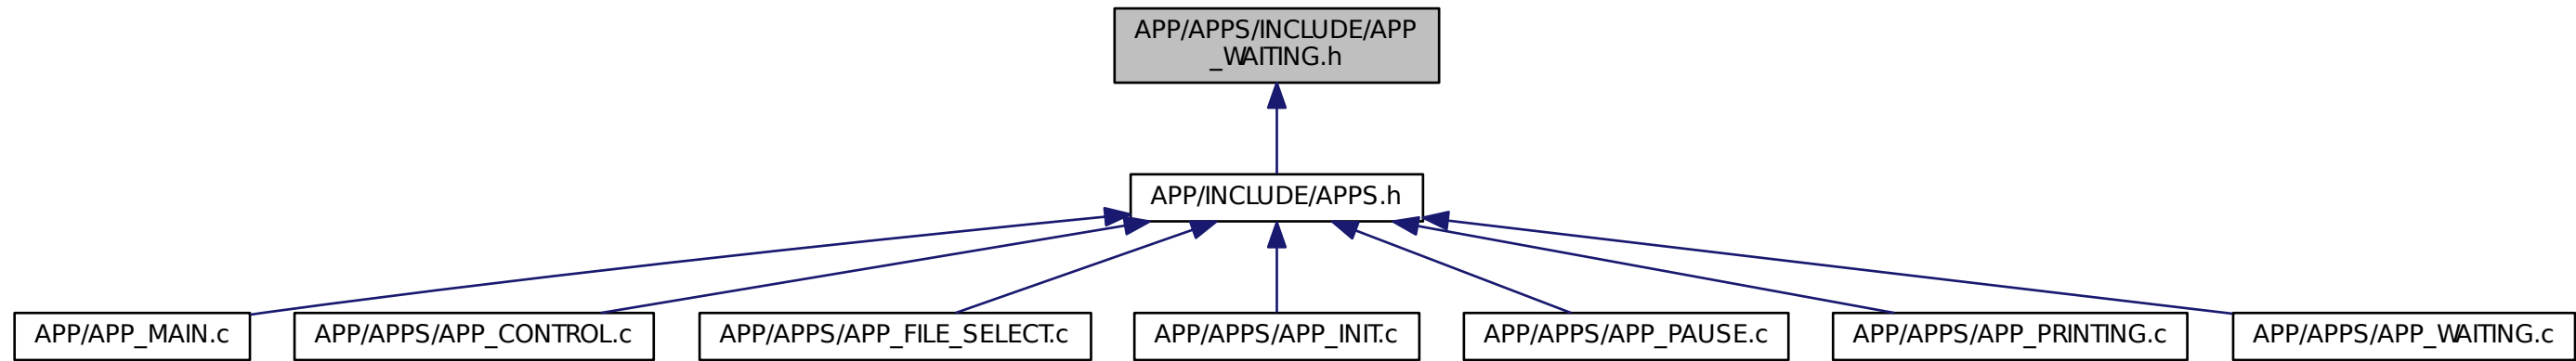 APP/APPS/INCLUDE/APP
_WAITING.h
APP/INCLUDE/APPS.h
APP/APP_MAIN.c
APP/APPS/APP_CONTROL.c
APP/APPS/APP_FILE_SELECT.c
APP/APPS/APP_INIT.c
APP/APPS/APP_PAUSE.c
APP/APPS/APP_PRINTING.c
APP/APPS/APP_WAITING.c